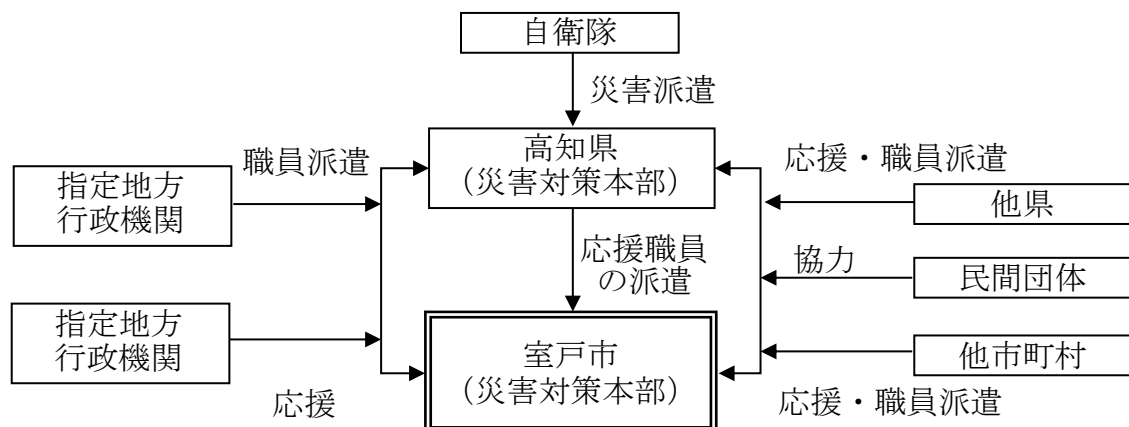 自衛隊
災害派遣
高知県
（災害対策本部）
職員派遣
指定地方
行政機関
応援・職員派遣
他県
応援職員
の派遣
協力
民間団体
指定地方
行政機関
室戸市
（災害対策本部）
他市町村
応援
応援・職員派遣